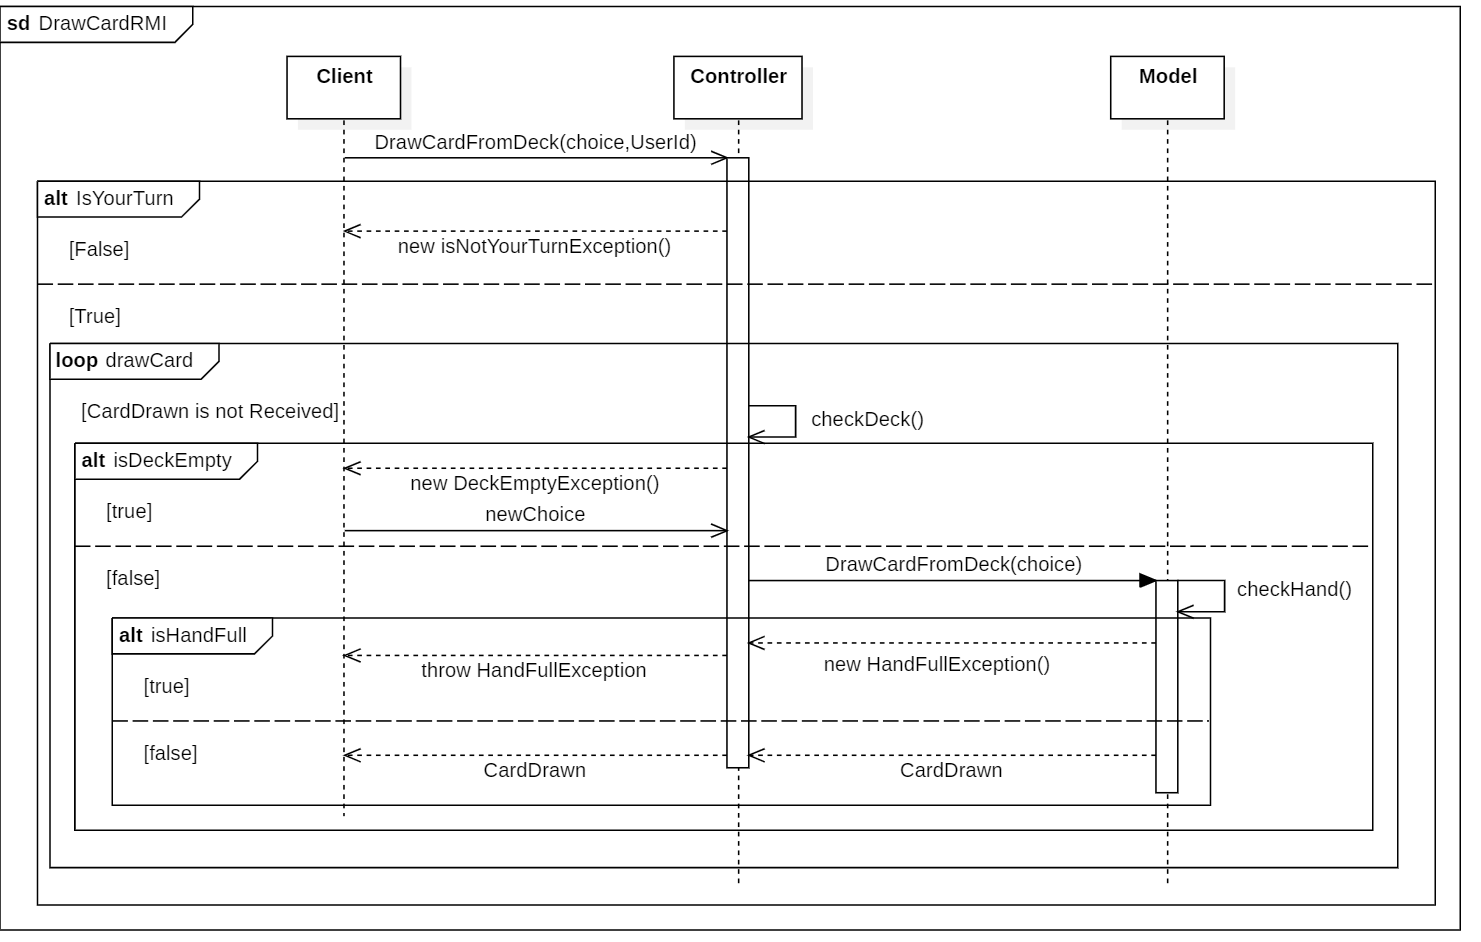 sd DrawCardRMI
Client
Controller
Model
DrawCardFromDeck(choice,UserId)
alt IsYourTurn
new isNotYourTurnException()
[False]
[True]
loop drawCard
[CardDrawn is not Received]
checkDeck()
alt isDeckEmpty
new DeckEmptyException()
[true]
newChoice
DrawCardFromDeck(choice)
[false]
checkHand()
alt isHandFull
new HandFullException()
throw HandFullException
[true]
[false]
CardDrawn
CardDrawn